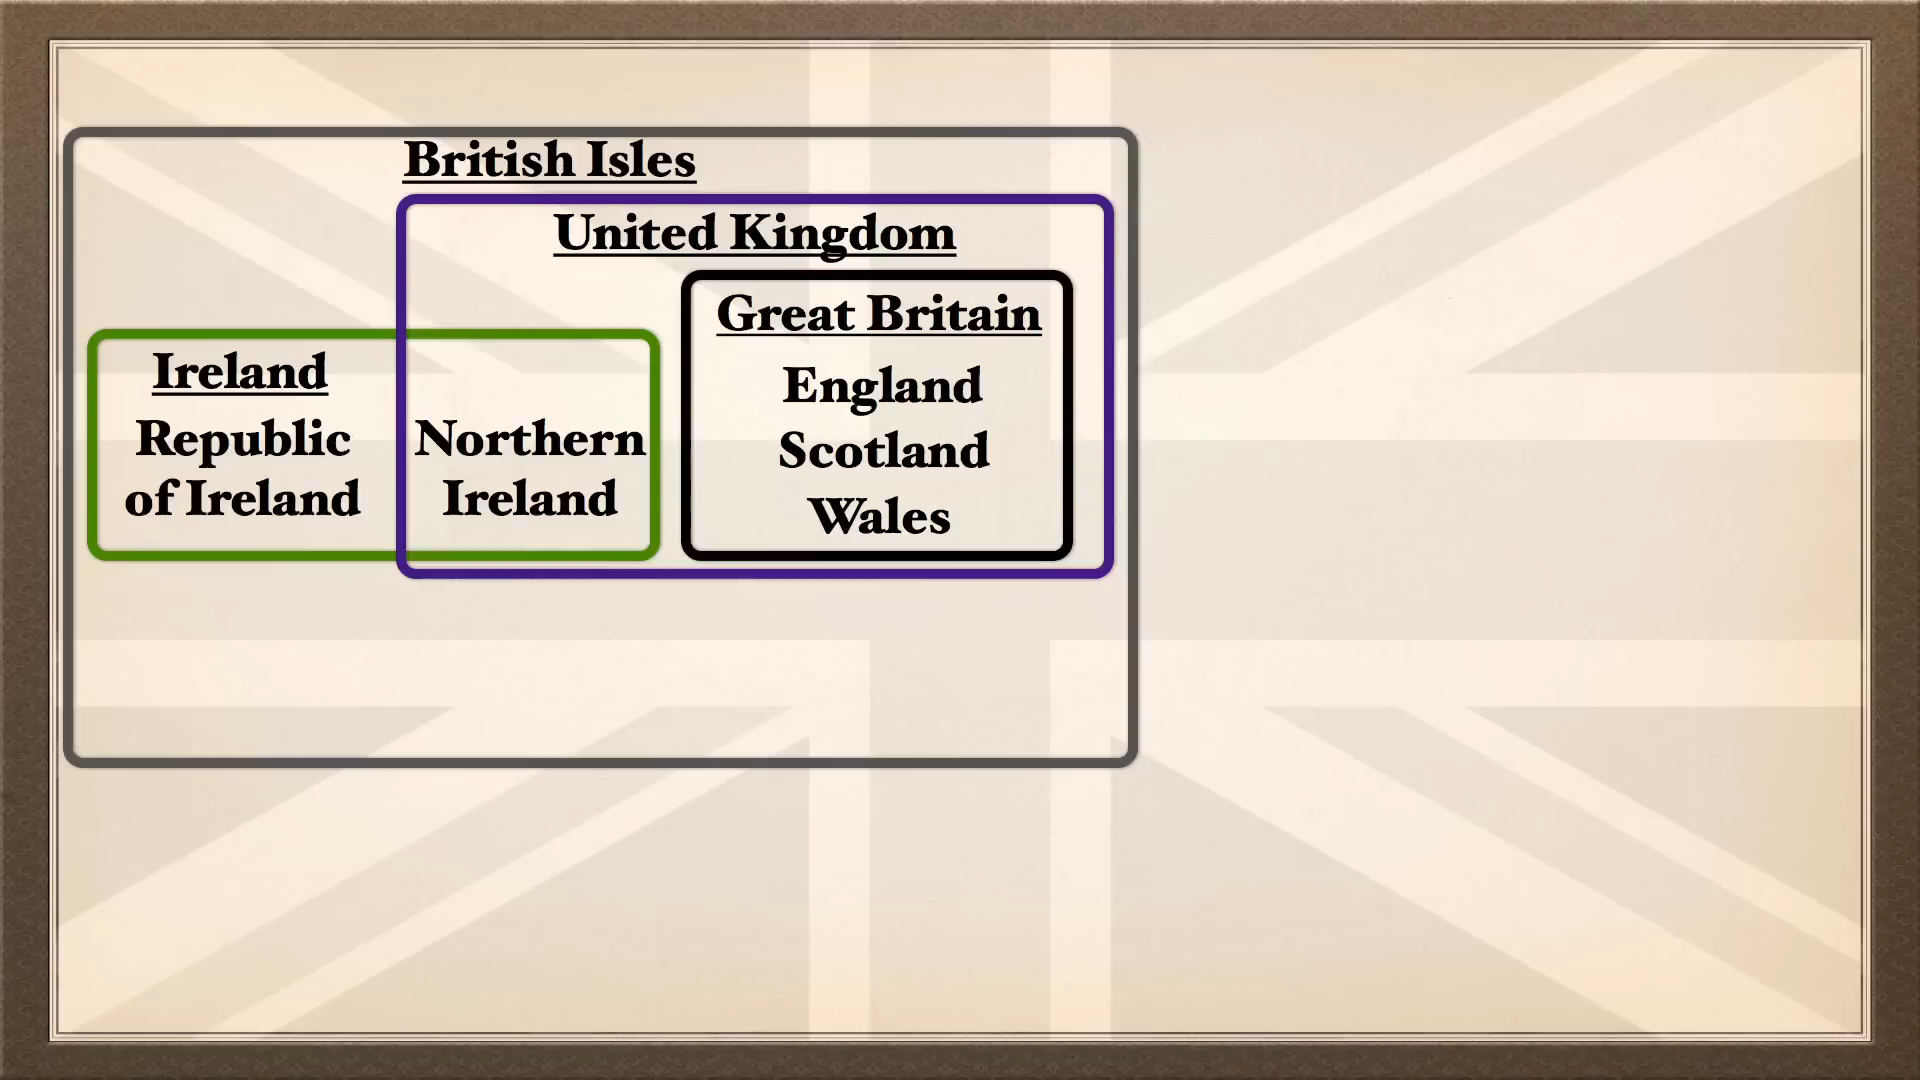 British Isles
United Kingdom
Great Britain
England
Scotland
Wales
Ireland
Republic
of Ireland
Northern
Ireland